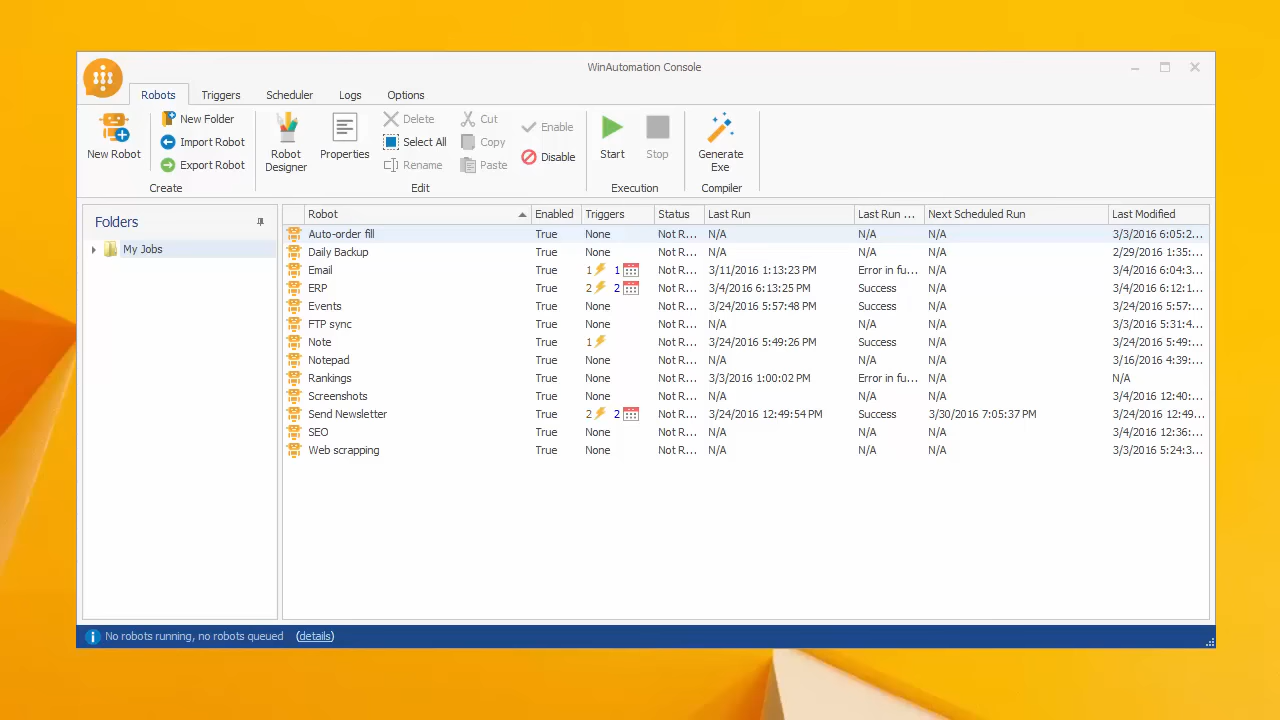 WinAutomation Console
Robots Triggers Scheduler Logs Options
New Robot
New Folder
Import Robot
Export Robot
Create
Robot Designer
Properties
Delete
Select All
Rename
Cut
Copy
Paste
Enable
Disable
Edit
Start
Stop
Execution
Generate Exe
Compiler
Folders
My Jobs
Robot Enabled Triggers Status Last Run Last Run ... Next Scheduled Run Last Modified
Auto-order fill True None Not R... N/A N/A N/A 3/3/2016 6:05:2...
Daily Backup True None Not R... N/A N/A N/A 2/29/2016 1:35:...
Email True 1 1 Not R... 3/11/2016 1:13:23 PM Error in fu... N/A 3/4/2016 6:04:3...
ERP True 2 2 Not R... 3/4/2016 6:13:25 PM Success N/A 3/4/2016 6:12:1...
Events True None Not R... 3/24/2016 5:57:48 PM Success N/A 3/24/2016 5:57:...
FTP sync True None Not R... N/A N/A N/A 3/3/2016 5:31:4...
Note True 1 Not R... 3/24/2016 5:49:26 PM Success N/A 3/24/2016 5:49:...
Notepad True None Not R... N/A N/A N/A 3/16/2016 4:39:...
Rankings True None Not R... 3/3/2016 1:00:02 PM Error in fu... N/A N/A
Screenshots True None Not R... N/A N/A N/A 3/4/2016 12:40:...
Send Newsletter True 2 2 Not R... 3/24/2016 12:49:54 PM Success 3/30/2016 7:05:37 PM 3/24/2016 12:49...
SEO True None Not R... N/A N/A N/A 3/4/2016 12:36:...
Web scrapping True None Not R... N/A N/A N/A 3/3/2016 5:24:3...
No robots running, no robots queued (details)